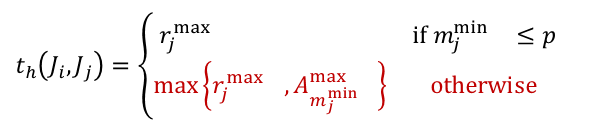 t_h(J_i,J_j) = { r_j^max if m_j^min ≤ p
max{r_j^max , A_{m_j^min}^max } otherwise